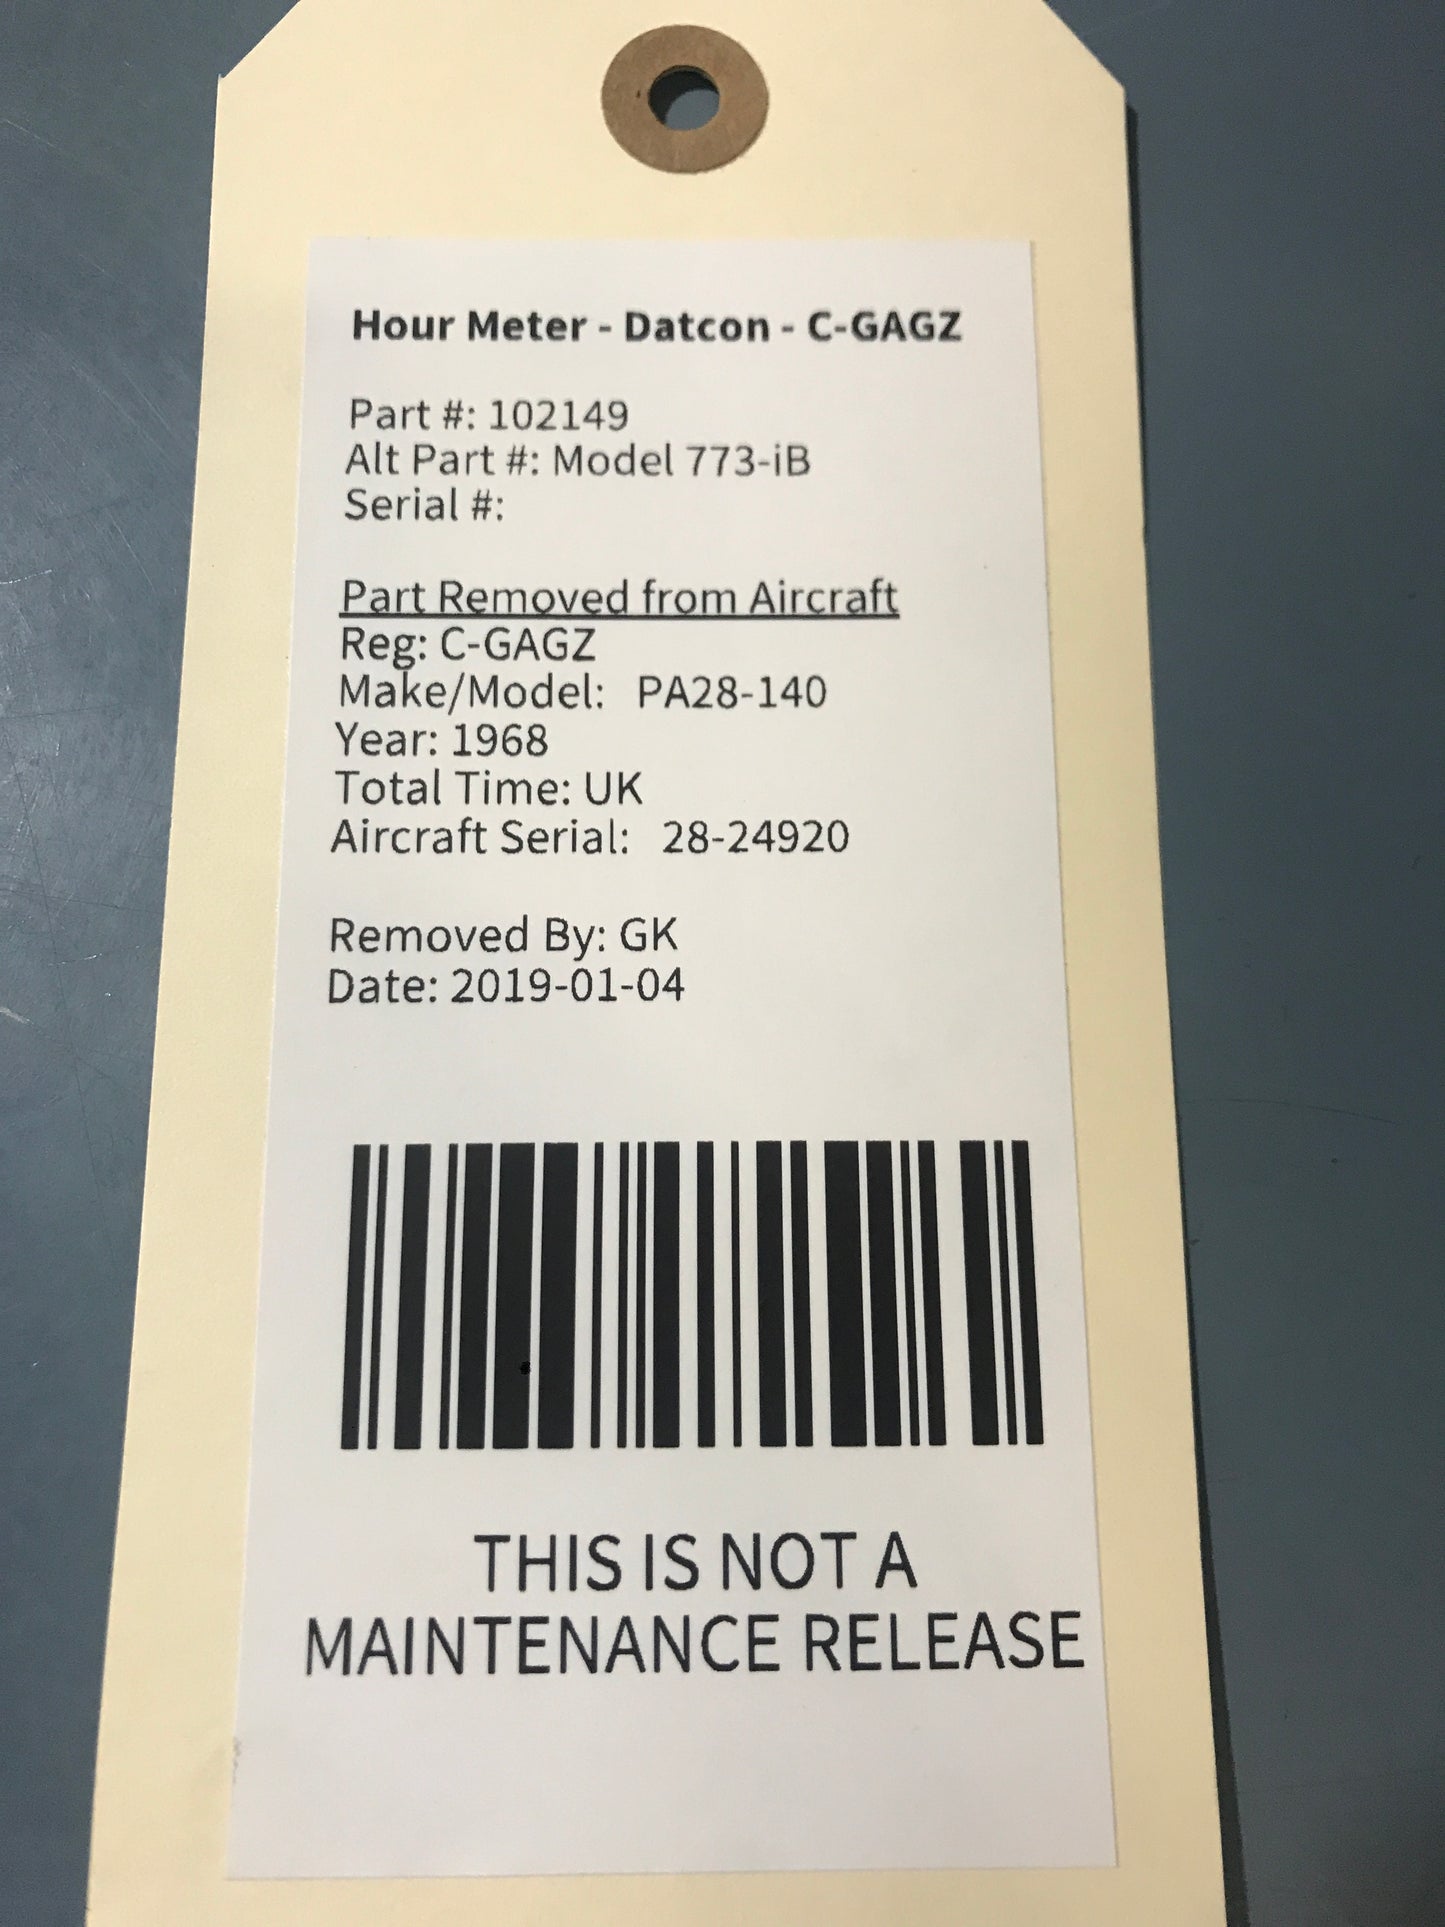 Hour Meter - Datcon - C-GAGZ
Part #: 102149
Alt Part #: Model 773-iB
Serial #:
Part Removed from Aircraft
Reg: C-GAGZ
Make/Model: PA28-140
Year: 1968
Total Time: UK
Aircraft Serial: 28-24920
Removed By: GK
Date: 2019-01-04
THIS IS NOT A
MAINTENANCE RELEASE